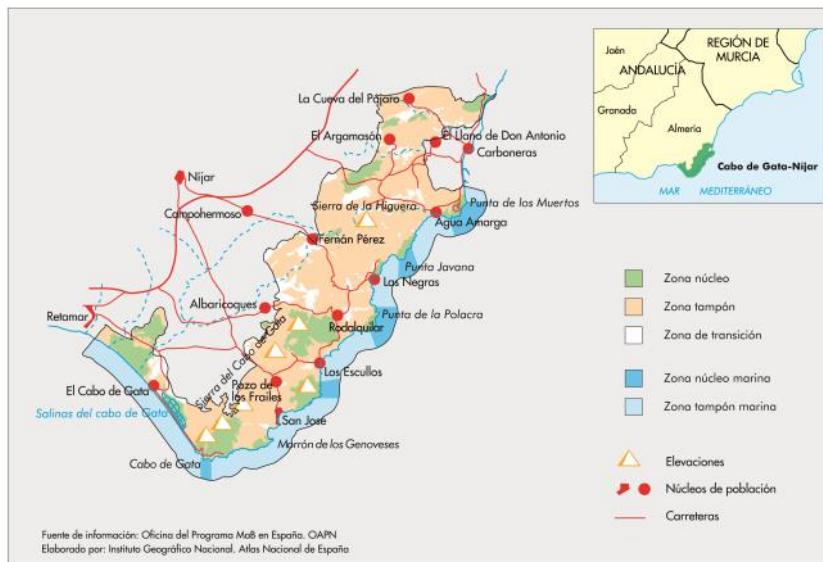 La Cueva del Pájaro
El Argamasón
El Llano de Don Antonio
Carboneras
Níjar
Campohermoso
Sierra de la Higuera
Punta de los Muertos
Agua Amarga
Fernán Pérez
Punta Javana
Las Negras
Albaricoques
Retamar
Rodalquilar
Punta de la Polacra
Sierra del Cabo de Gata
Los Escullos
El Cabo de Gata
Pozo de
los Frailes
Salinas del cabo de Gata
San José
Morrón de los Genoveses
Cabo de Gata
Fuente de información: Oficina del Programa MaB en España. OAPN
Elaborado por: Instituto Geográfico Nacional. Atlas Nacional de España
Jaén
REGIÓN DE
MURCIA
ANDALUCÍA
Granada
Almería
Cabo de Gata-Níjar
MAR MEDITERRÁNEO
Zona núcleo
Zona tampón
Zona de transición
Zona núcleo marina
Zona tampón marina
Elevaciones
Núcleos de población
Carreteras